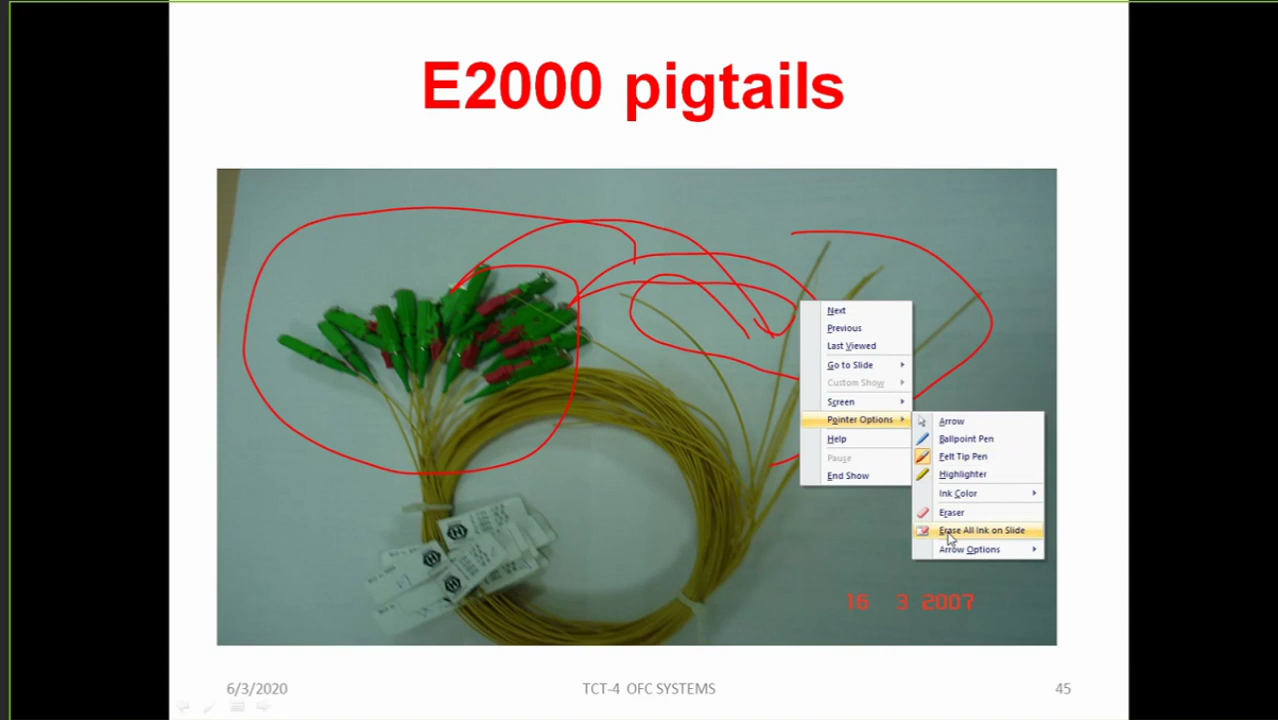 E2000 pigtails
Next
Previous
Last Viewed
Go to Slide
Custom Show
Screen
Pointer Options
Help
Pause
End Show
Arrow
Ballpoint Pen
Felt Tip Pen
Highlighter
Ink Color
Eraser
Erase All Ink on Slide
Arrow Options
16 3 2007
6/3/2020
TCT-4 OFC SYSTEMS
45